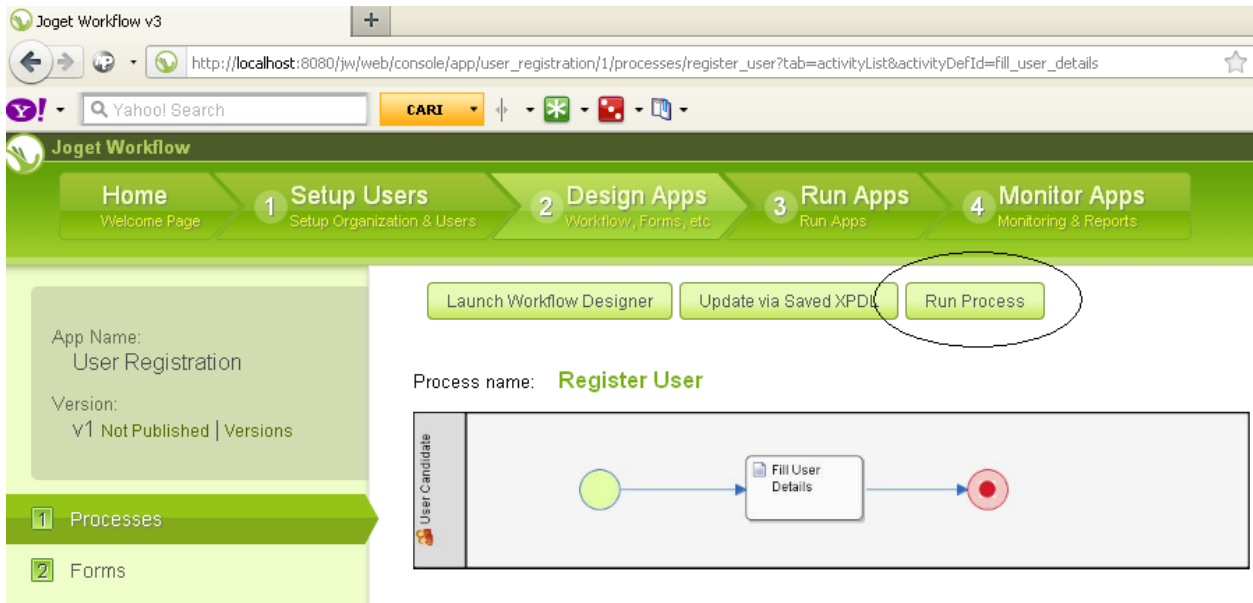 Joget Workflow v3
+
http://localhost:8080/jw/web/console/app/user_registration/1/processes/register_user?tab=activityList&activityDefId=fill_user_details
Y!
Yahoo! Search
CARI
Joget Workflow
Home
Welcome Page
1 Setup Users
Setup Organization & Users
2 Design Apps
Workflow, Forms, etc
3 Run Apps
Run Apps
4 Monitor Apps
Monitoring & Reports
Launch Workflow Designer
Update via Saved XPDL
Run Process
App Name:
User Registration
Version:
v1 Not Published | Versions
Process name: Register User
User Candidate
Fill User
Details
1 Processes
2 Forms